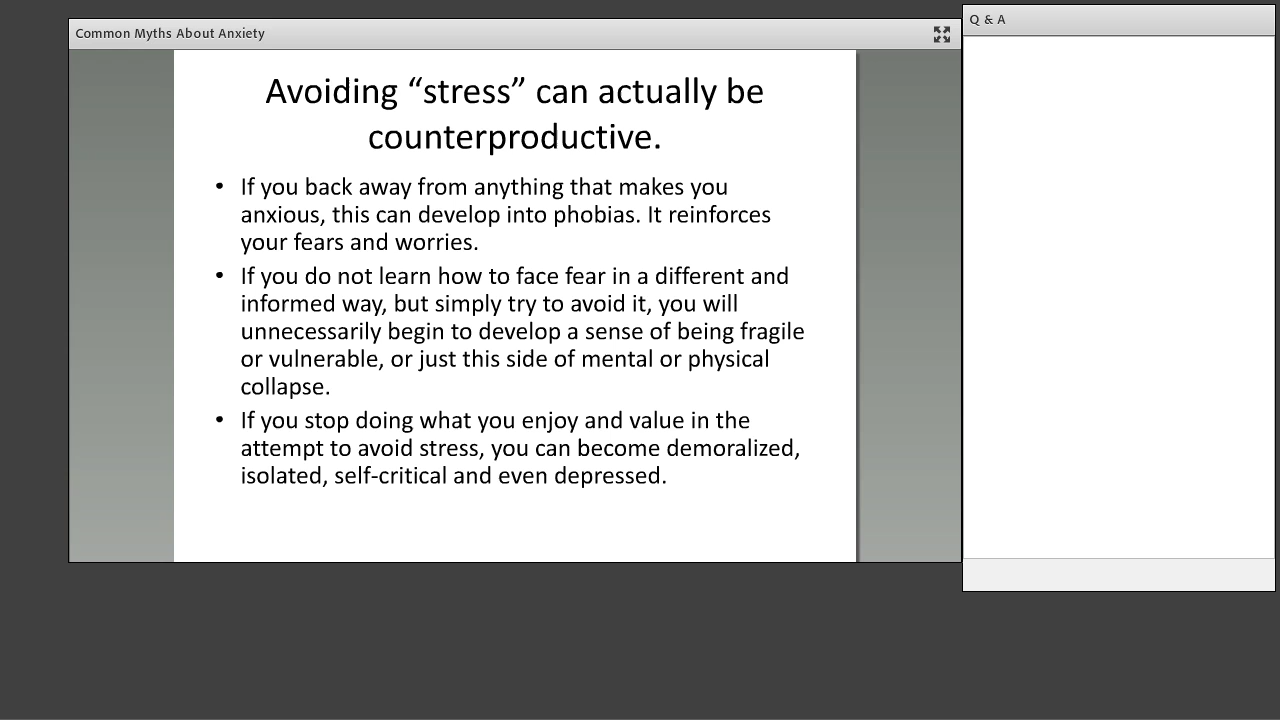 Common Myths About Anxiety
Q & A
Avoiding “stress” can actually be
counterproductive.
• If you back away from anything that makes you
anxious, this can develop into phobias. It reinforces
your fears and worries.
• If you do not learn how to face fear in a different and
informed way, but simply try to avoid it, you will
unnecessarily begin to develop a sense of being fragile
or vulnerable, or just this side of mental or physical
collapse.
• If you stop doing what you enjoy and value in the
attempt to avoid stress, you can become demoralized,
isolated, self-critical and even depressed.